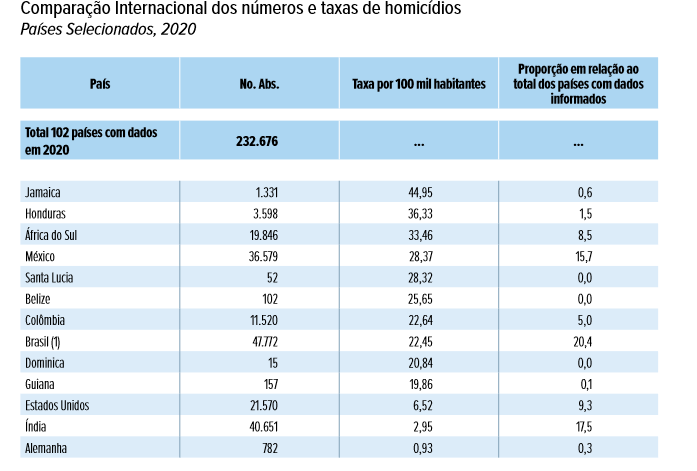 Comparação Internacional dos números e taxas de homicídios
Países Selecionados, 2020
País No. Abs. Taxa por 100 mil habitantes Proporção em relação ao total dos países com dados informados
Total 102 países com dados em 2020 232.676 ... ...
Jamaica 1.331 44,95 0,6
Honduras 3.598 36,33 1,5
África do Sul 19.846 33,46 8,5
México 36.579 28,37 15,7
Santa Lucia 52 28,32 0,0
Belize 102 25,65 0,0
Colômbia 11.520 22,64 5,0
Brasil (1) 47.772 22,45 20,4
Dominica 15 20,84 0,0
Guiana 157 19,86 0,1
Estados Unidos 21.570 6,52 9,3
Índia 40.651 2,95 17,5
Alemanha 782 0,93 0,3